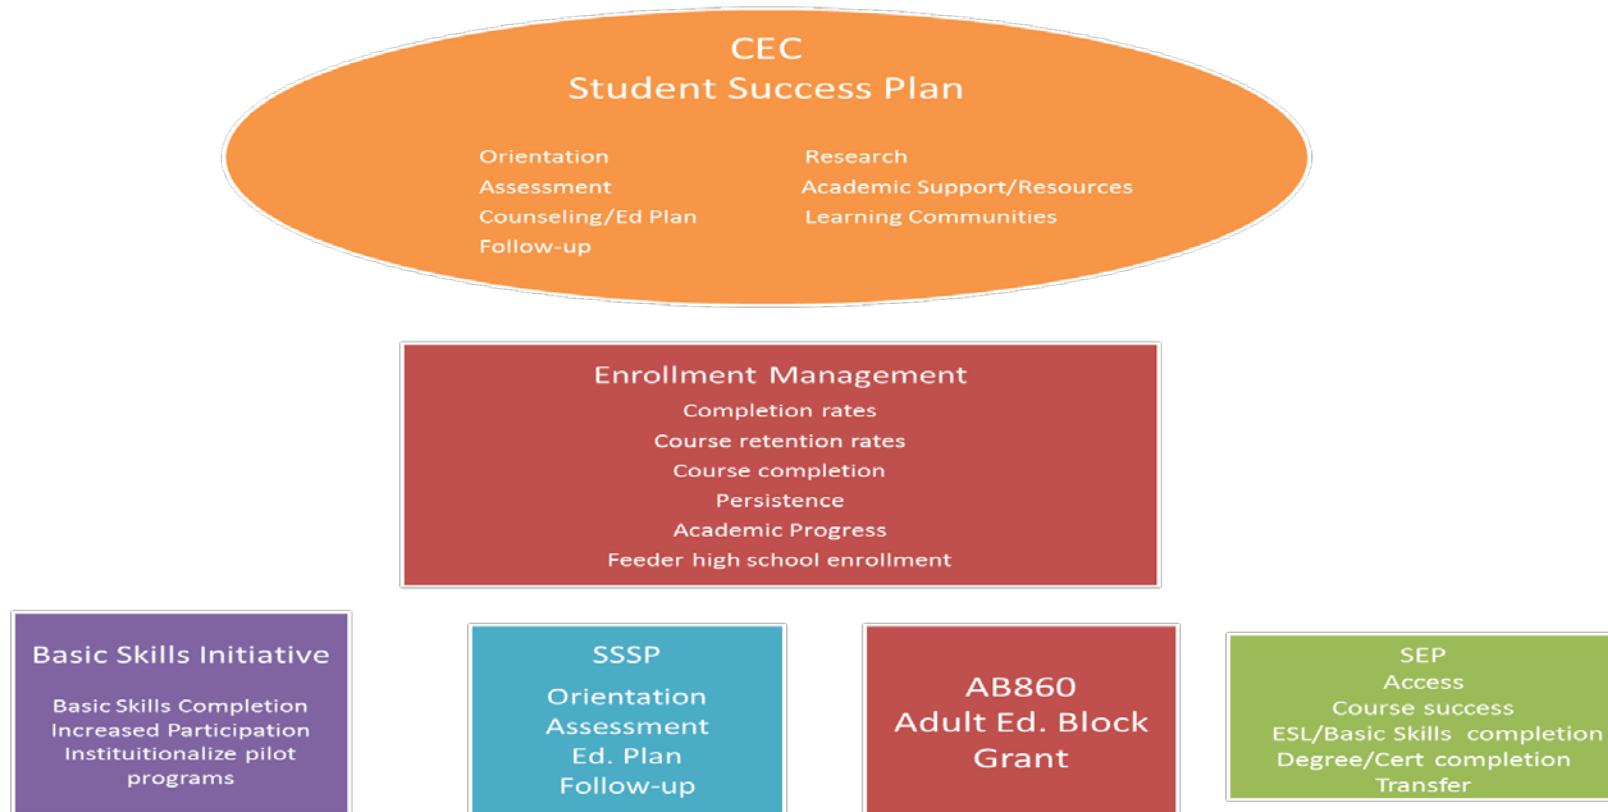 CEC
Student Success Plan
Orientation
Assessment
Counseling/Ed Plan
Follow-up
Research
Academic Support/Resources
Learning Communities
Enrollment Management
Completion rates
Course retention rates
Course completion
Persistence
Academic Progress
Feeder high school enrollment
Basic Skills Initiative
Basic Skills Completion
Increased Participation
Instituitionalize pilot
programs
SSSP
Orientation
Assessment
Ed. Plan
Follow-up
AB860
Adult Ed. Block
Grant
SEP
Access
Course success
ESL/Basic Skills completion
Degree/Cert completion
Transfer